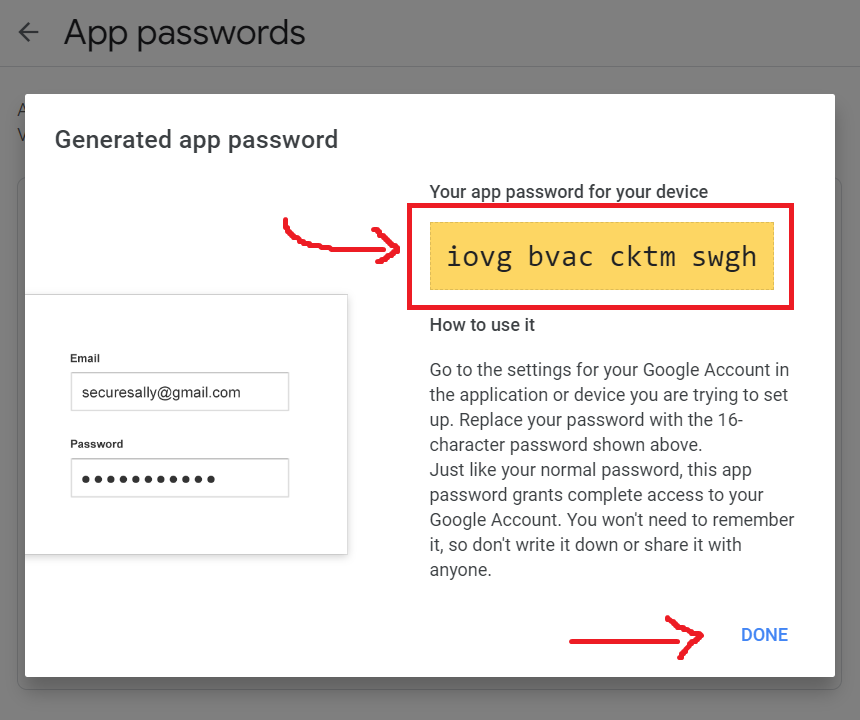 App passwords
Generated app password
Your app password for your device
iovg bvac cktm swgh
Email
securesally@gmail.com
Password
How to use it
Go to the settings for your Google Account in
the application or device you are trying to set
up. Replace your password with the 16-
character password shown above.
Just like your normal password, this app
password grants complete access to your
Google Account. You won't need to remember
it, so don't write it down or share it with
anyone.
DONE